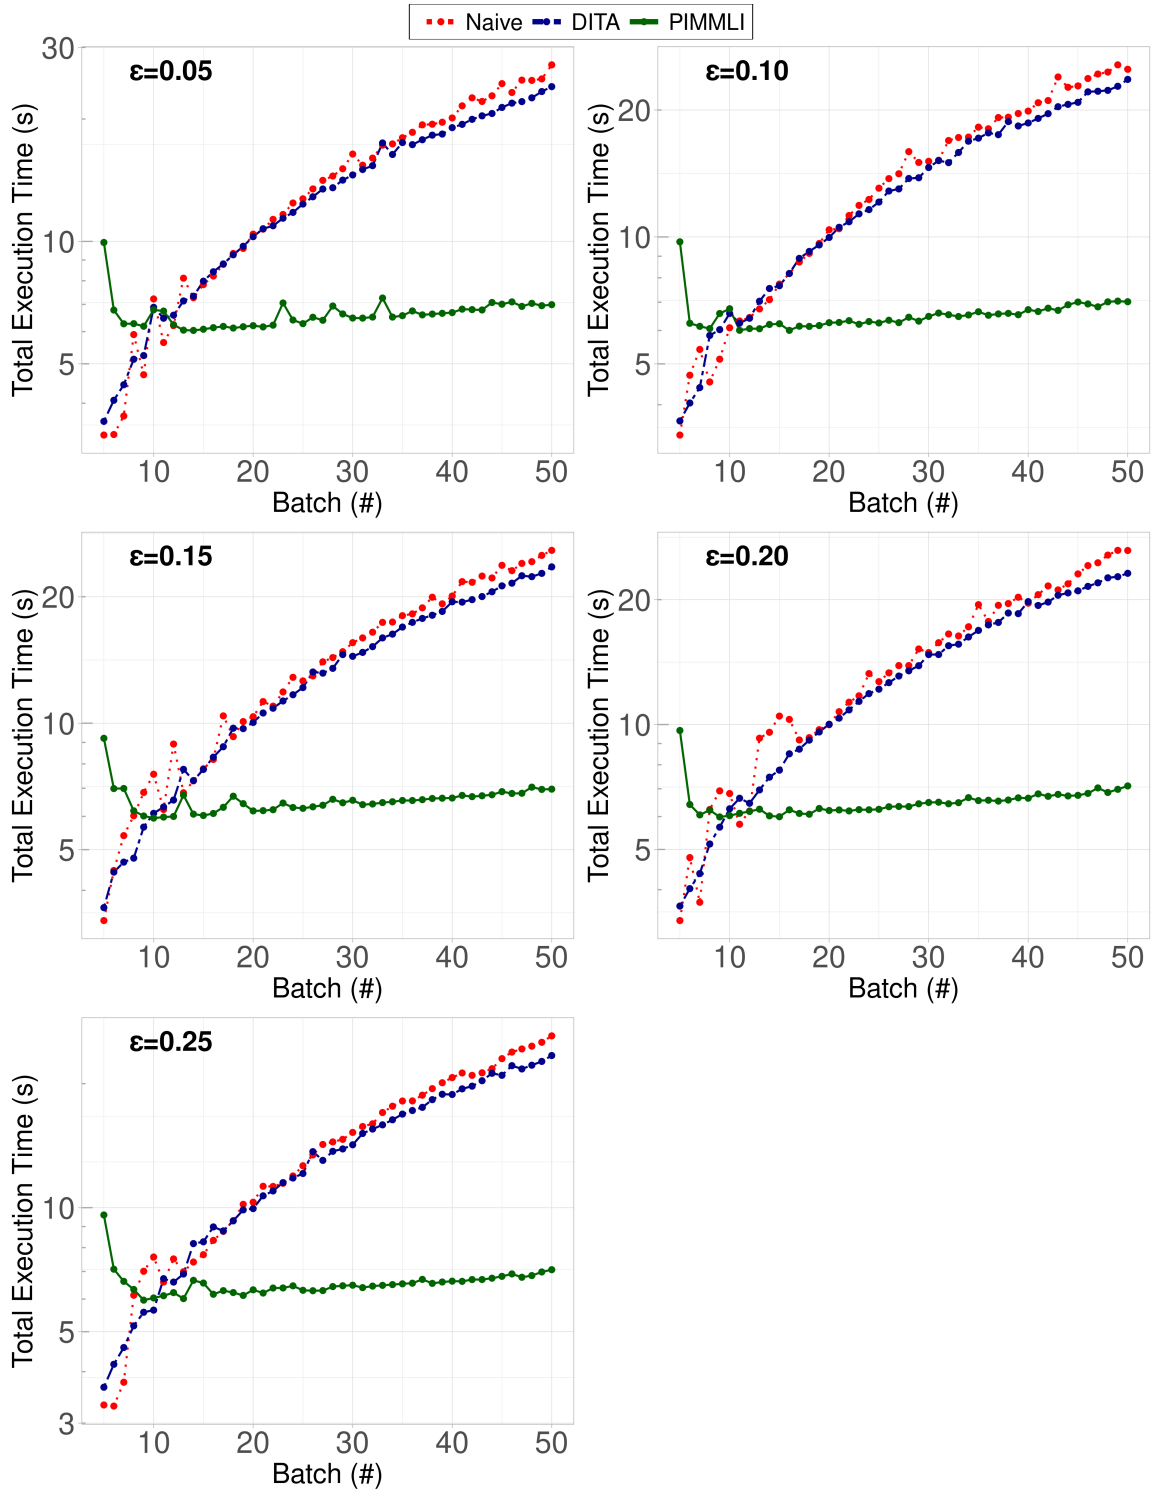 Naive DITA PIMMLI
ε=0.05
Total Execution Time (s)
30
10
5
10 20 30 40 50
Batch (#)
ε=0.10
Total Execution Time (s)
20
10
5
10 20 30 40 50
Batch (#)
ε=0.15
Total Execution Time (s)
20
10
5
10 20 30 40 50
Batch (#)
ε=0.20
Total Execution Time (s)
20
10
5
10 20 30 40 50
Batch (#)
ε=0.25
Total Execution Time (s)
10
5
3
10 20 30 40 50
Batch (#)